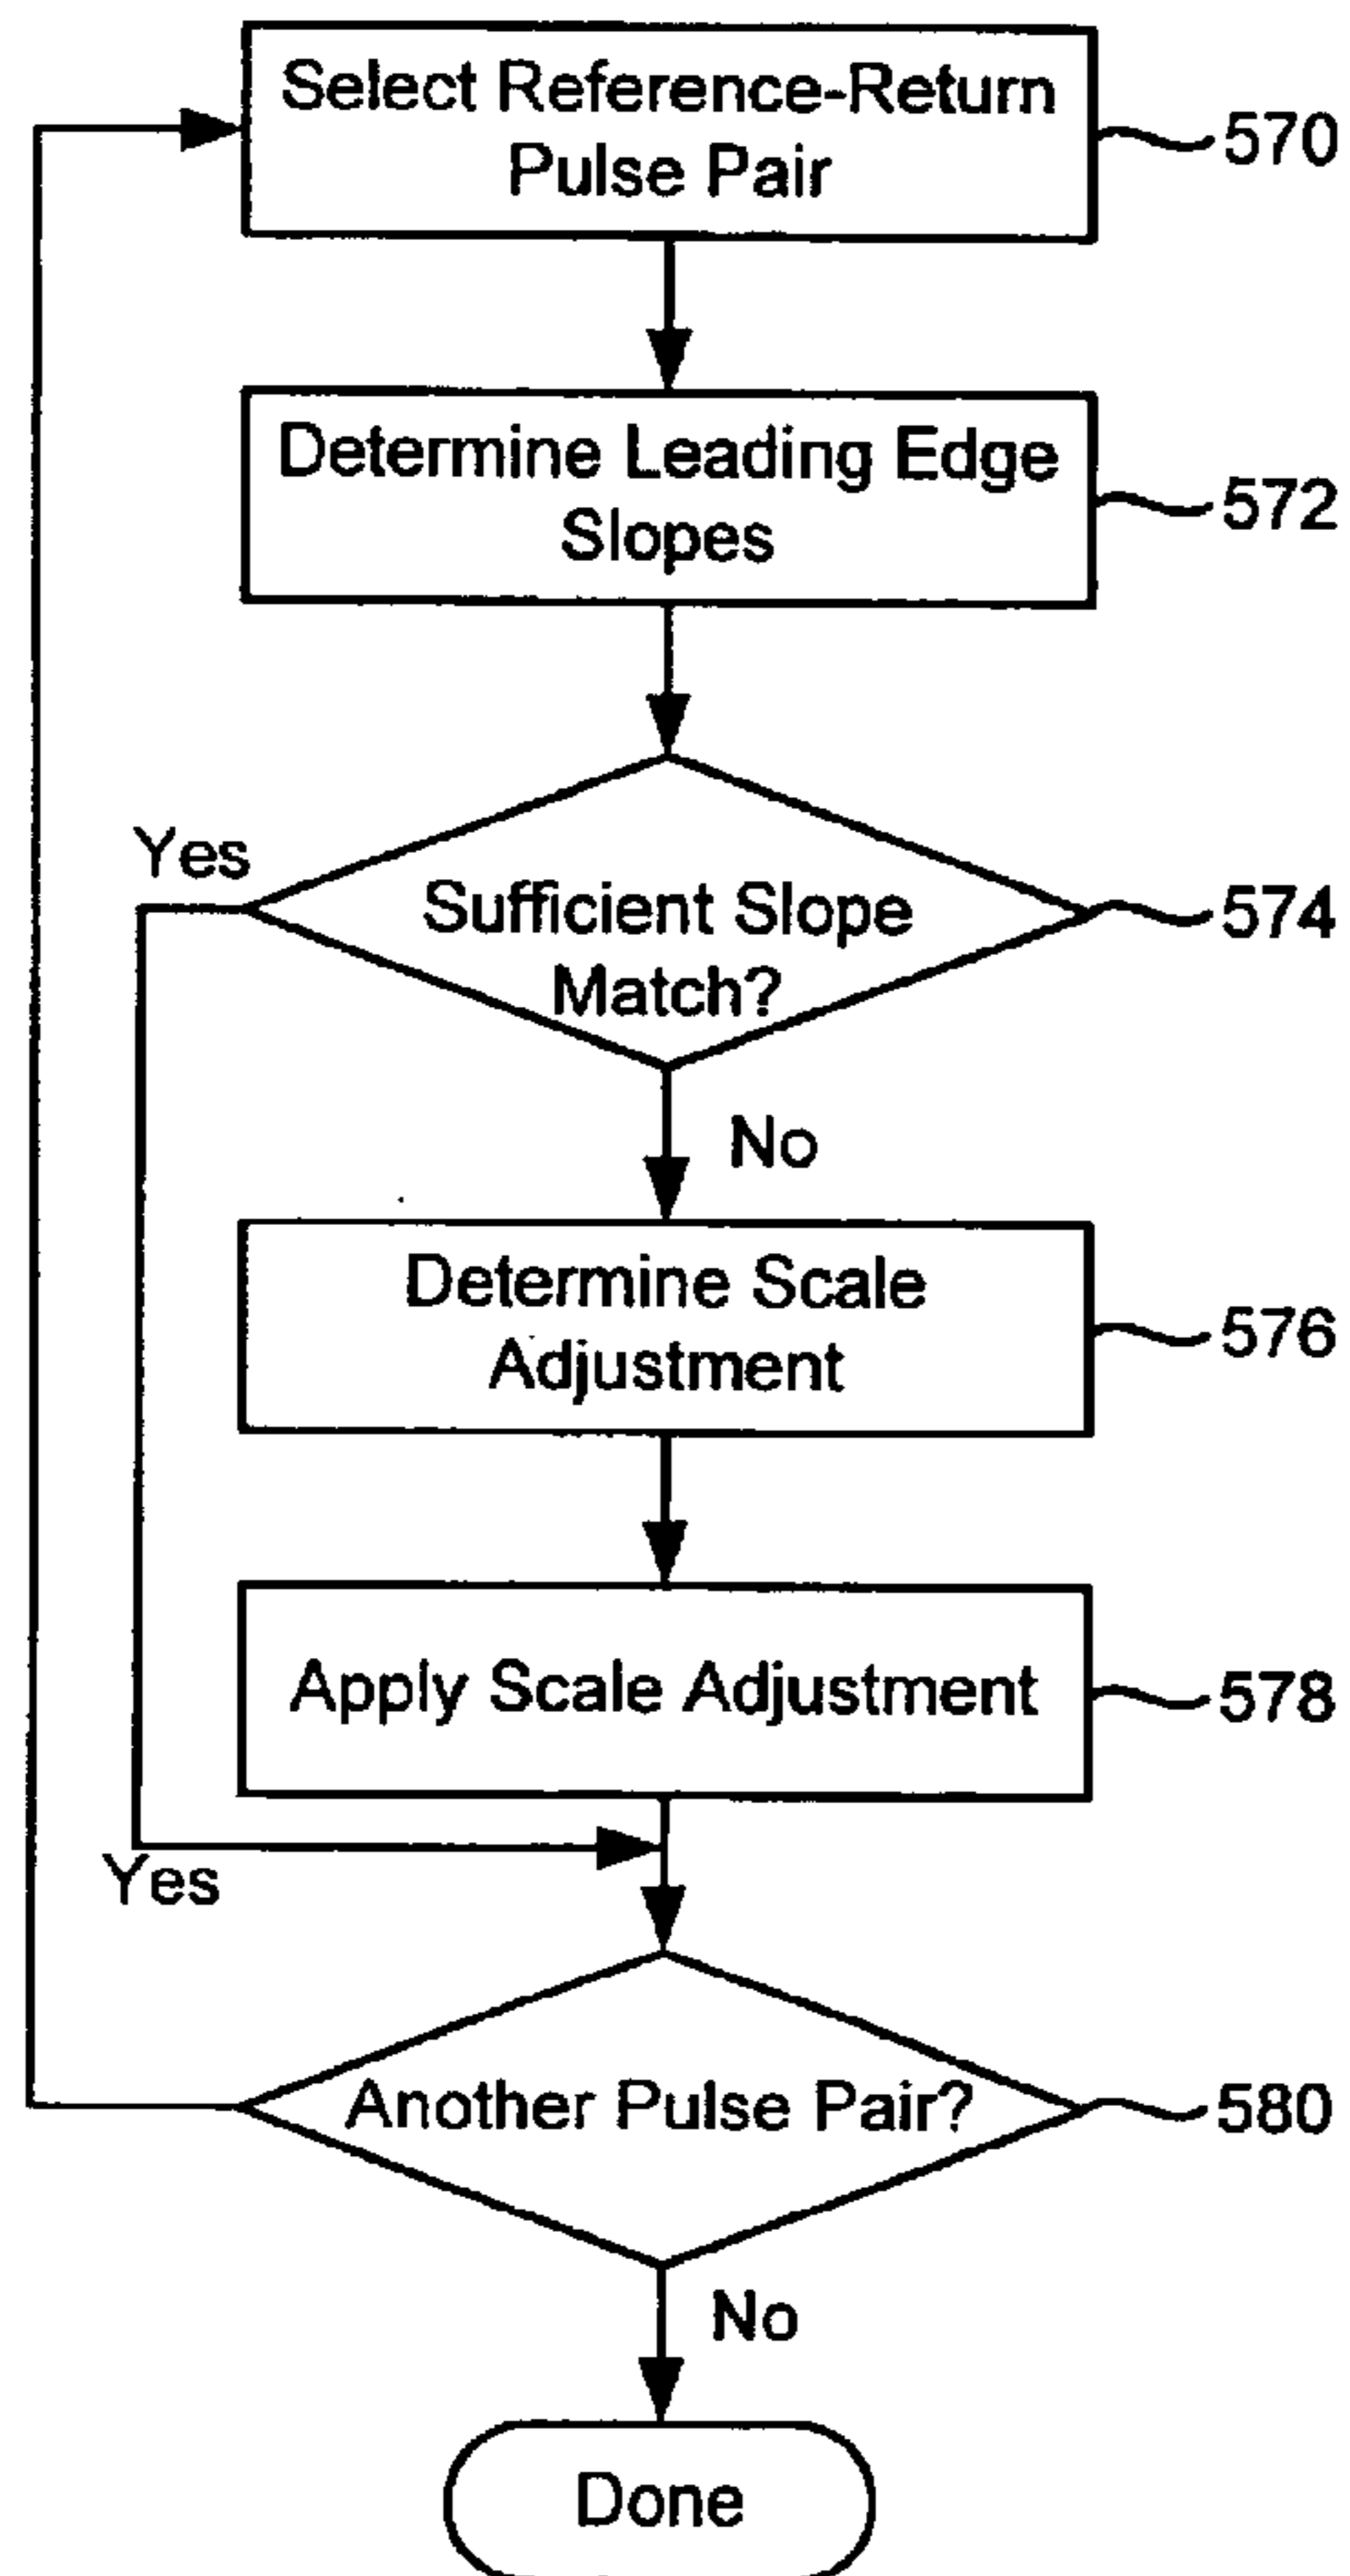 Select Reference-Return
Pulse Pair
570
Determine Leading Edge
Slopes
572
Yes
Sufficient Slope
Match?
574
No
Determine Scale
Adjustment
576
Apply Scale Adjustment
578
Yes
Another Pulse Pair?
580
No
Done